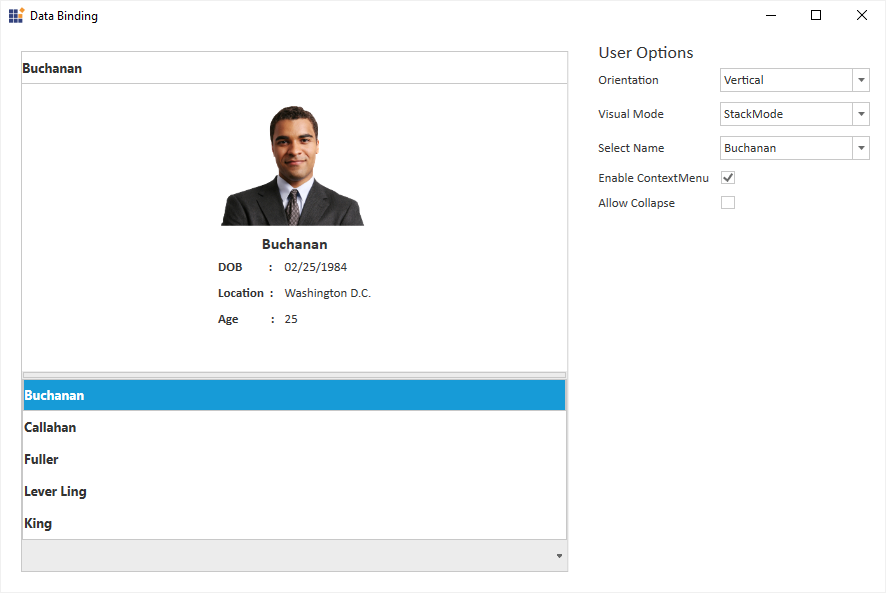 Data Binding
Buchanan
Buchanan
DOB : 02/25/1984
Location : Washington D.C.
Age : 25
Buchanan
Callahan
Fuller
Lever Ling
King
User Options
Orientation Vertical
Visual Mode StackMode
Select Name Buchanan
Enable ContextMenu
Allow Collapse